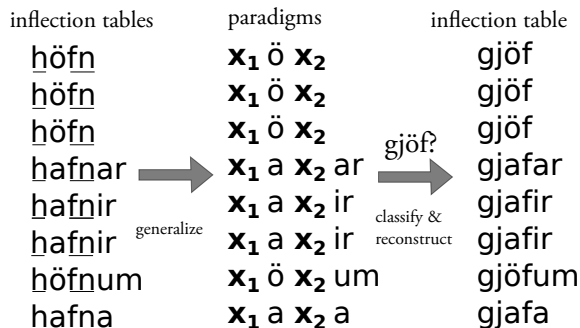 inflection tables paradigms inflection table
höfn x1 ö x2 gjöf
höfn x1 ö x2 gjöf
höfn x1 ö x2 gjöf
gjöf?
hafnar x1 a x2 ar gjafar
hafnir x1 a x2 ir gjafir
generalize classify &
reconstruct
hafnir x1 a x2 ir gjafir
höfnum x1 ö x2 um gjöfum
hafna x1 a x2 a gjafa